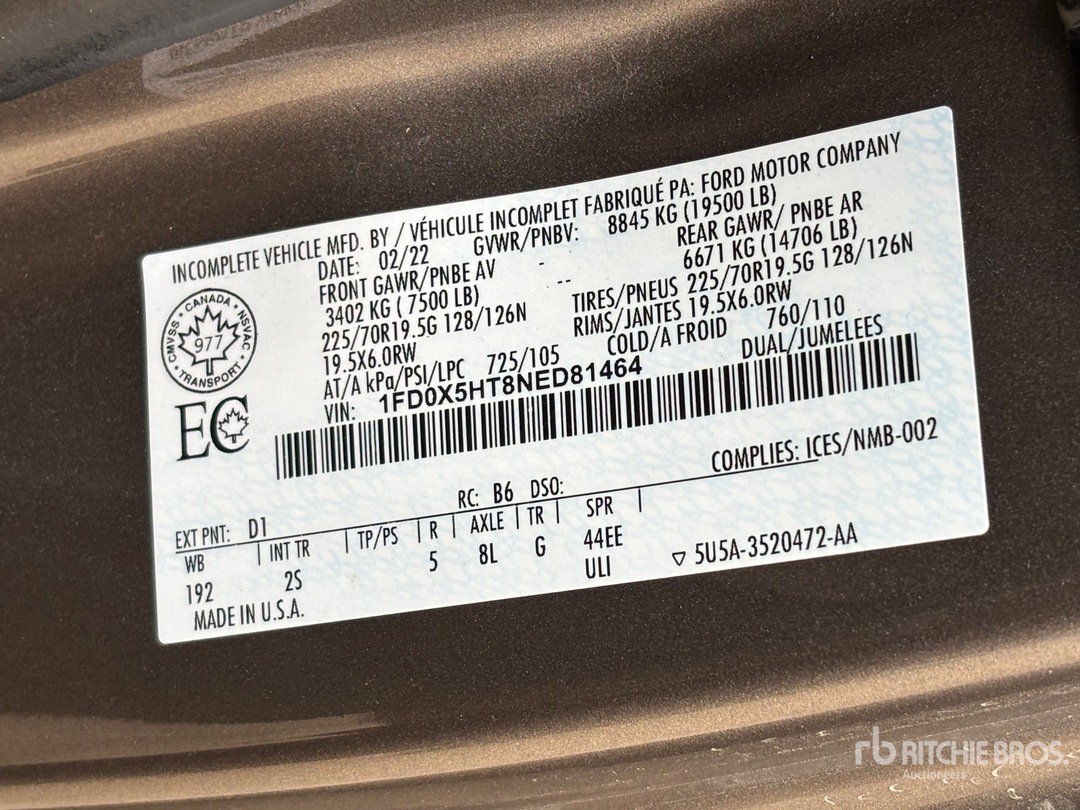 INCOMPLETE VEHICLE MFD. BY / VÉHICULE INCOMPLET FABRIQUÉ PA: FORD MOTOR COMPANY
DATE: 02/22 GVWR/PNBV: 8845 KG (19500 LB)
FRONT GAWR/PNBE AV - REAR GAWR/ PNBE AR
3402 KG ( 7500 LB) -- 6671 KG (14706 LB)
225/70R19.5G 128/126N TIRES/PNEUS 225/70R19.5G 128/126N
19.5X6.0RW RIMS/JANTES 19.5X6.0RW
AT/A kPa/PSI/LPC 725/105 COLD/A FROID 760/110
VIN: 1FD0X5HT8NED81464 DUAL/JUMELEES
CANADA
CMVSS • NSVAC
977
TRANSPORT
EC
COMPLIES: ICES/NMB-002
RC: B6 DSO:
EXT PNT: D1
WB | INT TR | TP/PS | R | AXLE | TR | SPR |
192 2S 5 8L G 44EE
ULI
▽ 5U5A-3520472-AA
MADE IN U.S.A.
rb RITCHIE BROS.
Auctioneers